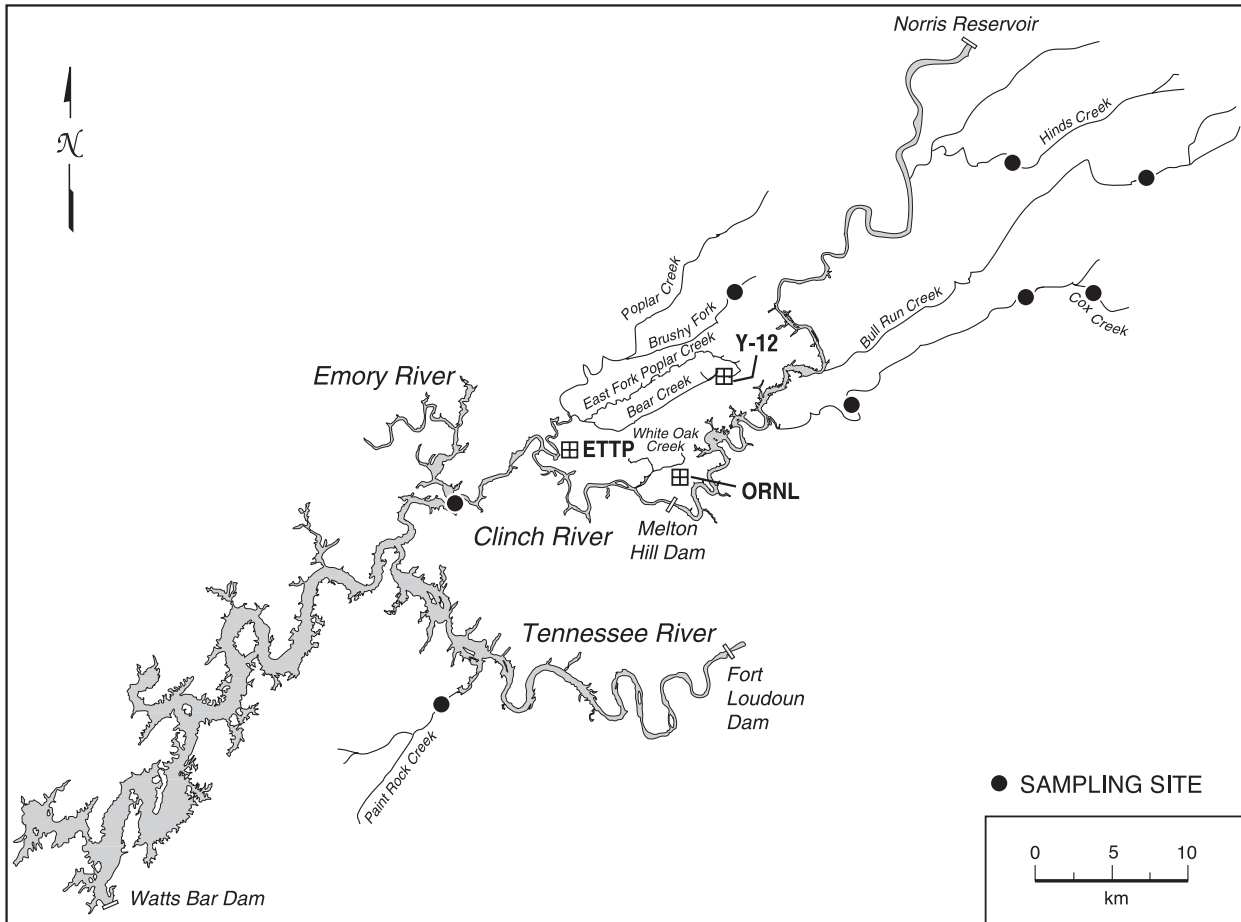 Norris Reservoir
N
Hinds Creek
Poplar Creek
Brushy Fork
Bull Run Creek
Cox Creek
Y-12
East Fork Poplar Creek
Emory River
Bear Creek
White Oak
Creek
ETTP
ORNL
Clinch River
Melton
Hill Dam
Tennessee River
Fort
Loudoun
Dam
Paint Rock Creek
SAMPLING SITE
0 5 10
km
Watts Bar Dam